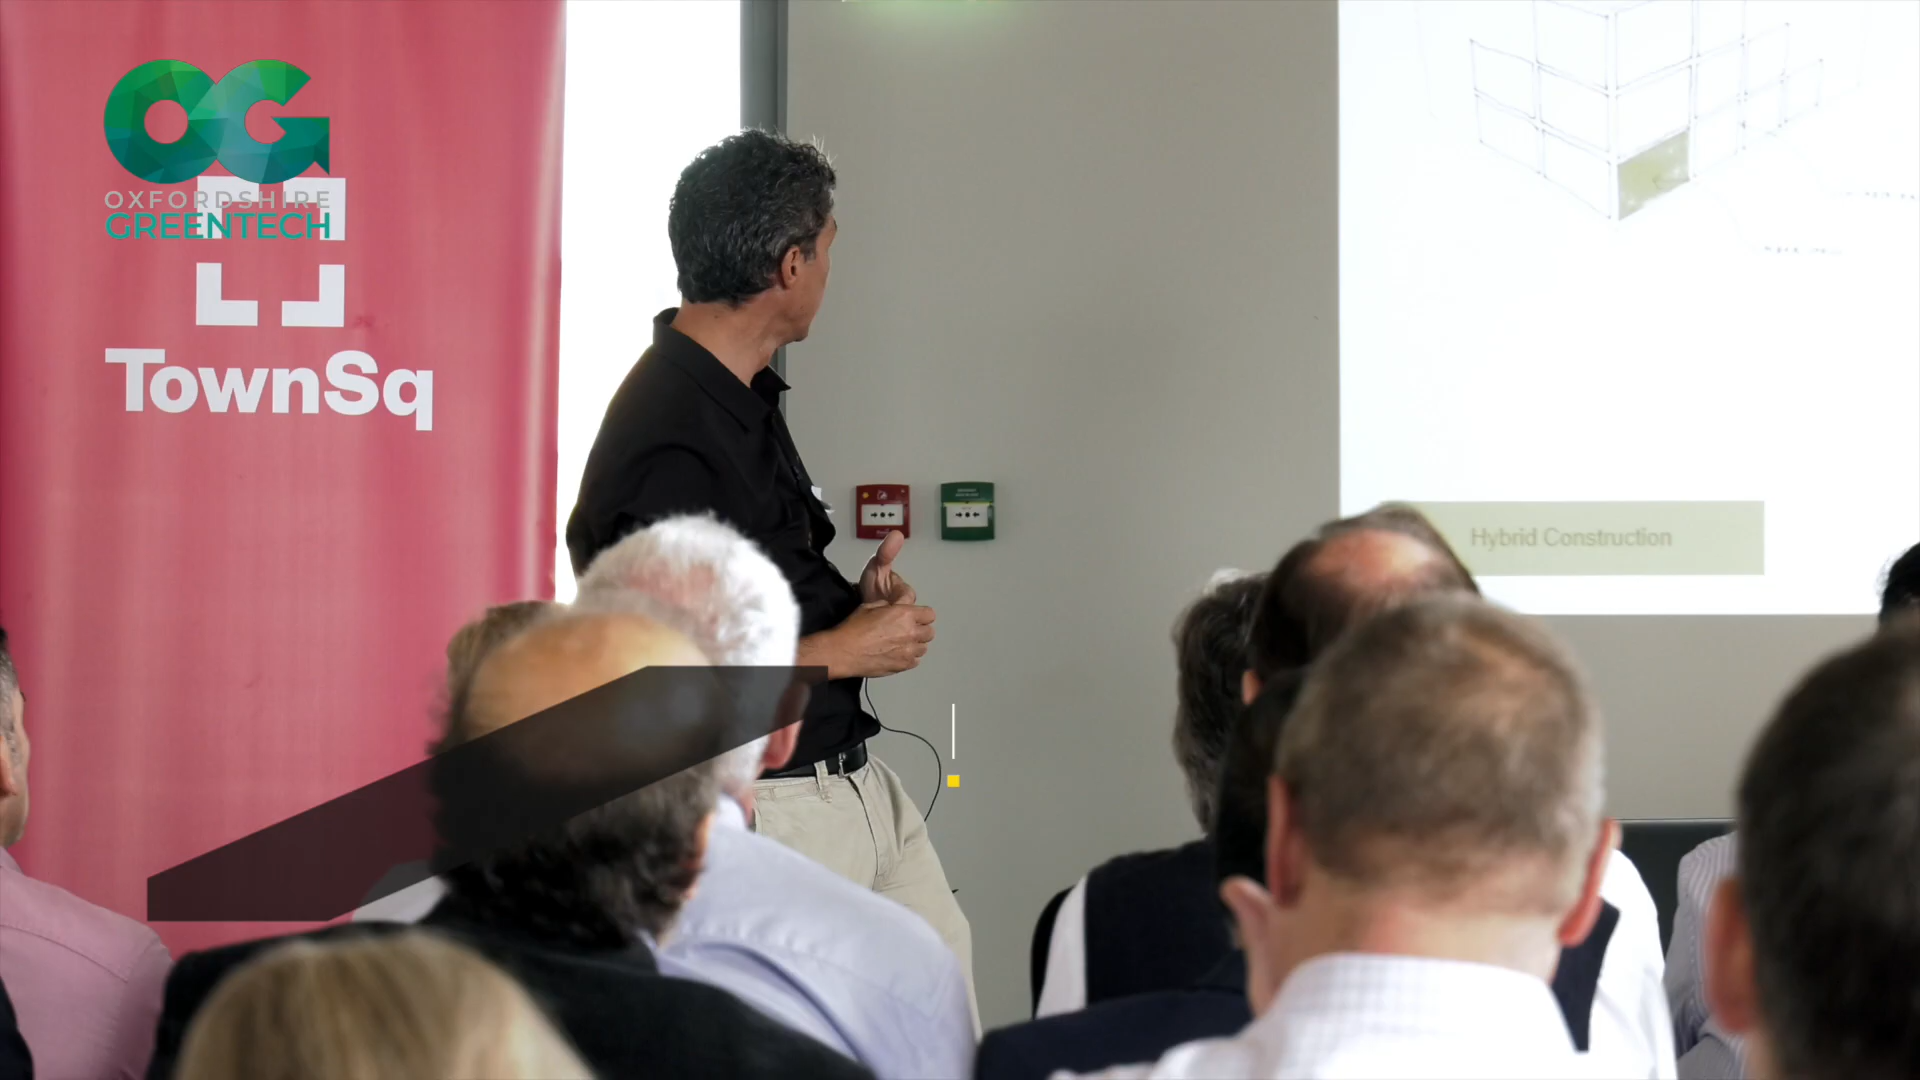 OG
OXFORDSHIRE
GREENTECH
TownSq
Hybrid Construction